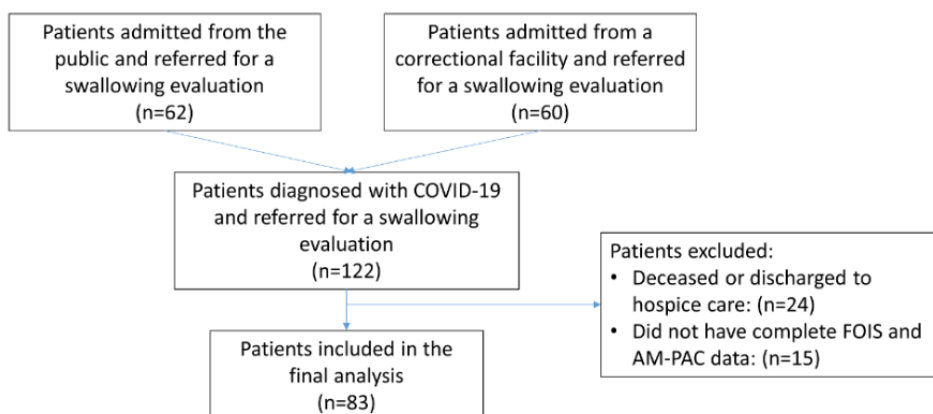 Patients admitted from the
public and referred for a
swallowing evaluation
(n=62)
Patients admitted from a
correctional facility and referred
for a swallowing evaluation
(n=60)
Patients diagnosed with COVID-19
and referred for a swallowing
evaluation
(n=122)
Patients excluded:
• Deceased or discharged to
hospice care: (n=24)
• Did not have complete FOIS and
AM-PAC data: (n=15)
Patients included in the
final analysis
(n=83)